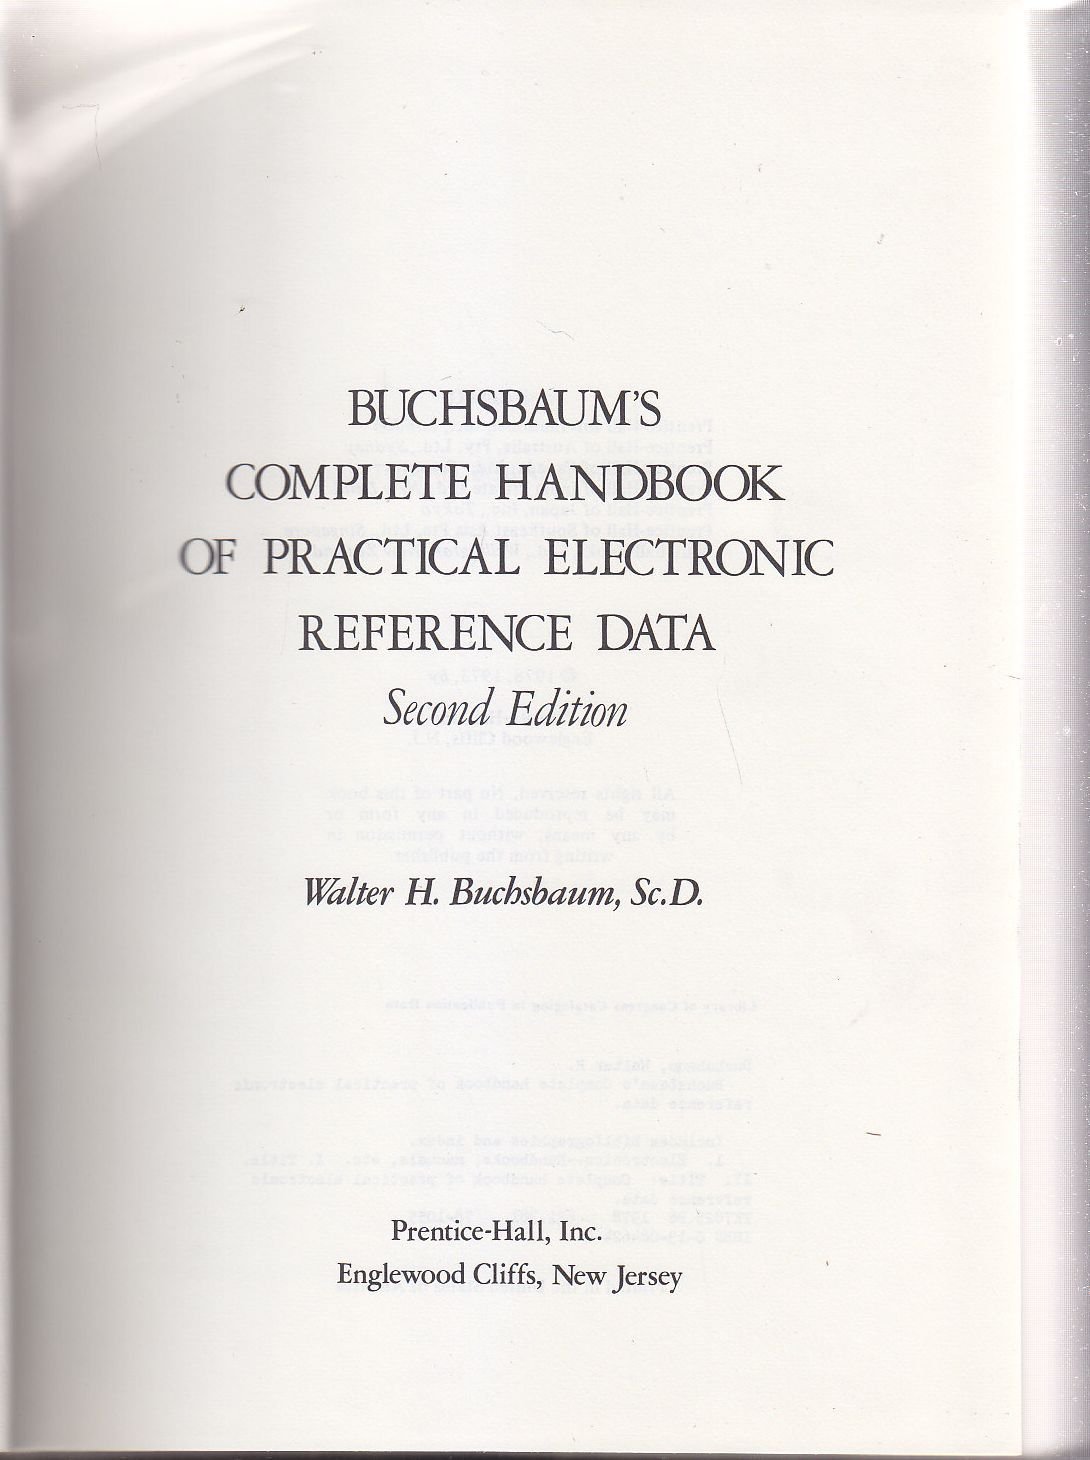 BUCHSBAUM'S
COMPLETE HANDBOOK
OF PRACTICAL ELECTRONIC
REFERENCE DATA
Second Edition
Walter H. Buchsbaum, Sc.D.
Prentice-Hall, Inc.
Englewood Cliffs, New Jersey